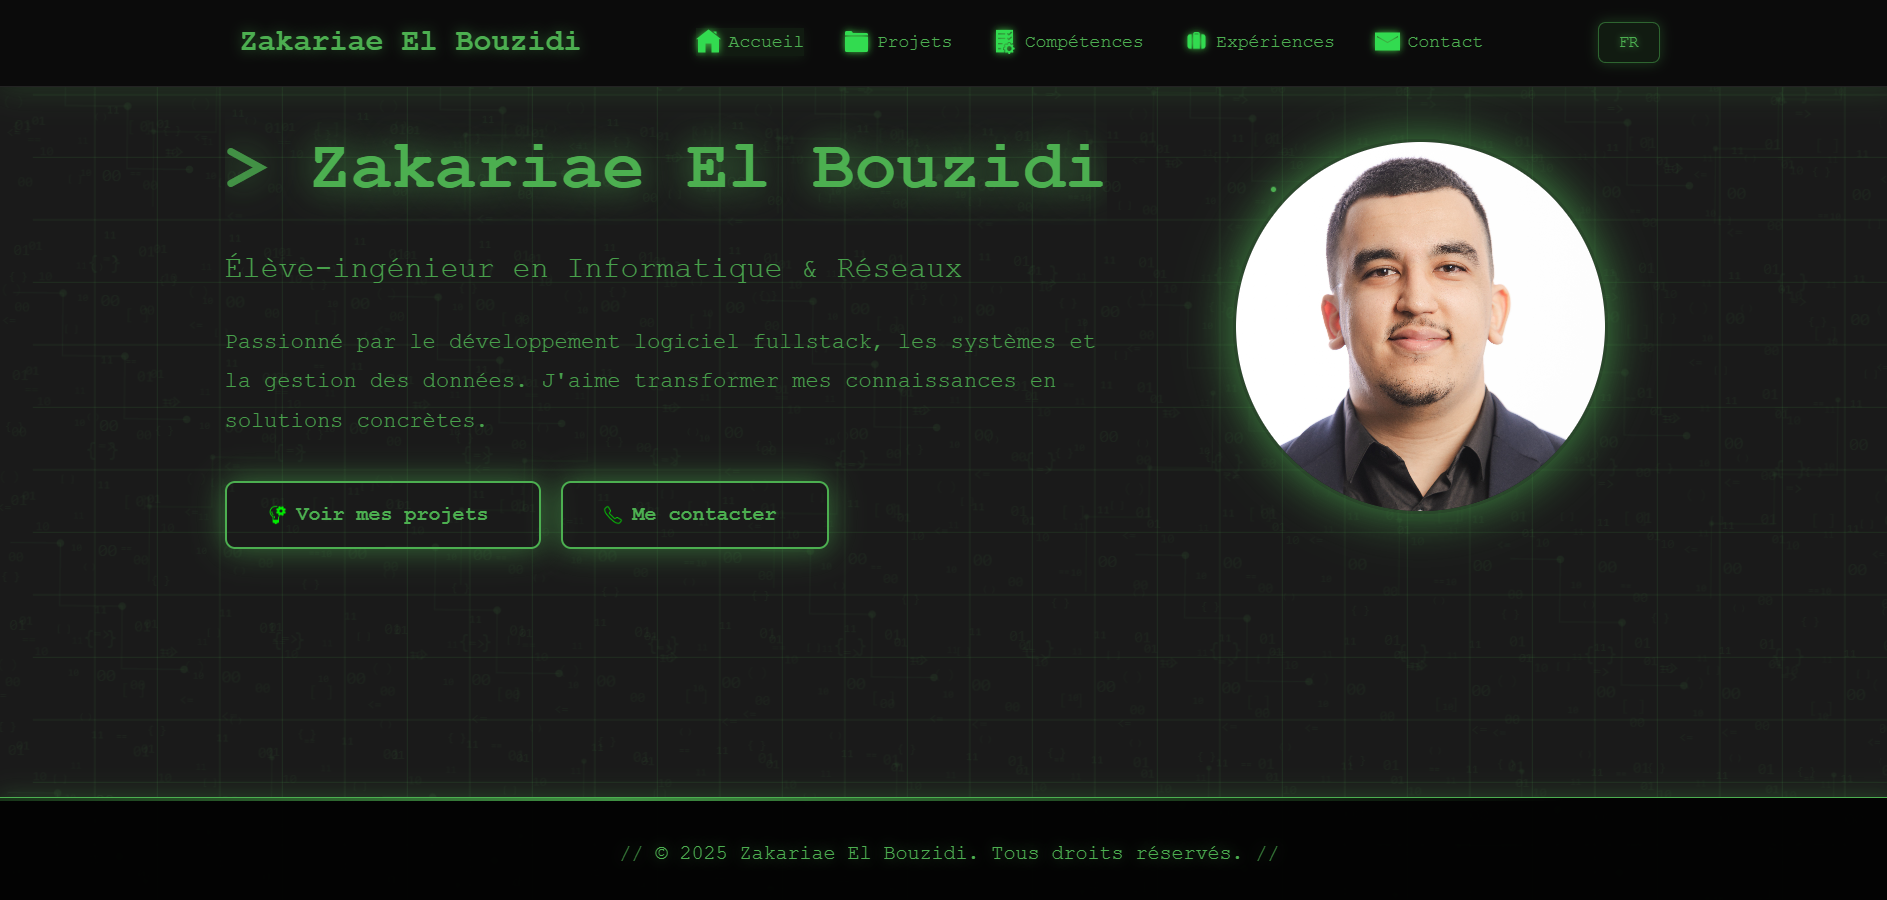 Zakariae El Bouzidi
Accueil
Projets
Compétences
Expériences
Contact
FR
> Zakariae El Bouzidi
Élève-ingénieur en Informatique & Réseaux
Passionné par le développement logiciel fullstack, les systèmes et
la gestion des données. J'aime transformer mes connaissances en
solutions concrètes.
Voir mes projets
Me contacter
// © 2025 Zakariae El Bouzidi. Tous droits réservés. //